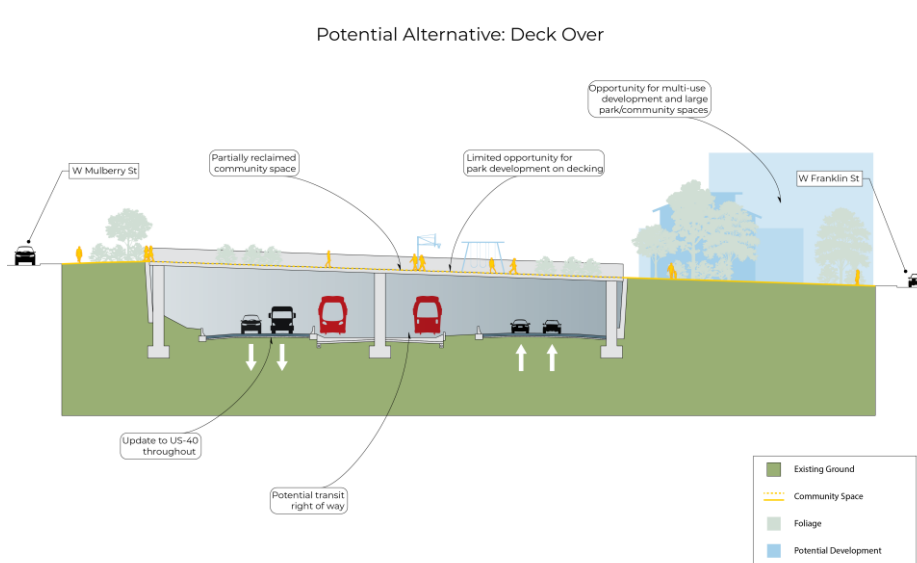 Potential Alternative: Deck Over
Opportunity for multi-use
development and large
park/community spaces
W Mulberry St
Partially reclaimed
community space
Limited opportunity for
park development on decking
W Franklin St
Update to US-40
throughout
Potential transit
right of way
Existing Ground
Community Space
Foliage
Potential Development